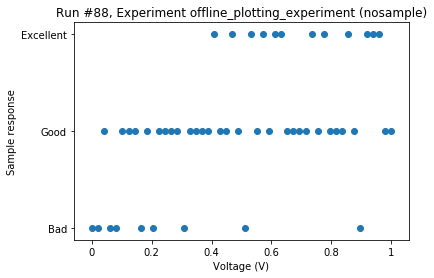 Run #88, Experiment offline_plotting_experiment (nosample)
Excellent
Good
Bad
Sample response
0
0.2
0.4
0.6
0.8
1
Voltage (V)